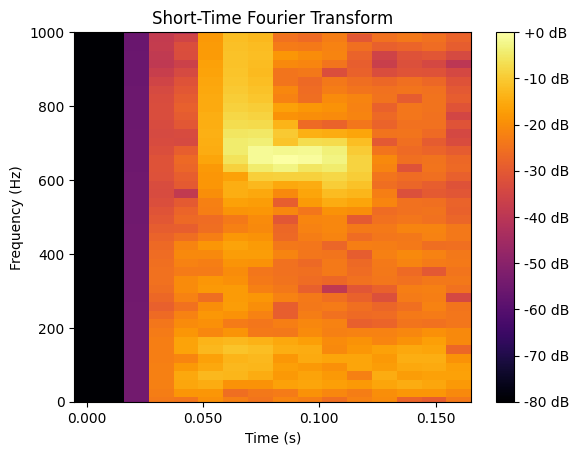 Short-Time Fourier Transform
1000
800
600
400
200
0
Frequency (Hz)
0.000
0.050
0.100
0.150
Time (s)
+0 dB
-10 dB
-20 dB
-30 dB
-40 dB
-50 dB
-60 dB
-70 dB
-80 dB